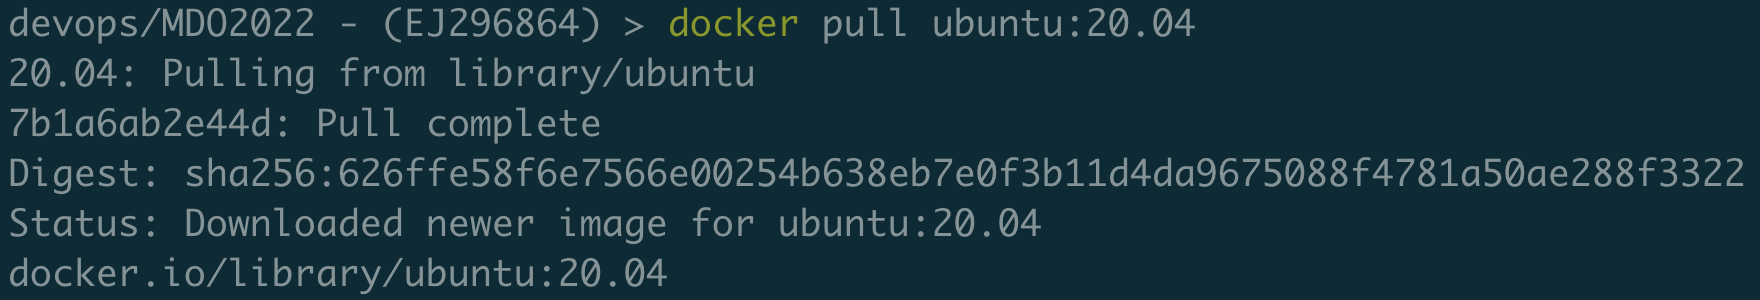 devops/MDO2022 - (EJ296864) > docker pull ubuntu:20.04
20.04: Pulling from library/ubuntu
7b1a6ab2e44d: Pull complete
Digest: sha256:626ffe58f6e7566e00254b638eb7e0f3b11d4da9675088f4781a50ae288f3322
Status: Downloaded newer image for ubuntu:20.04
docker.io/library/ubuntu:20.04